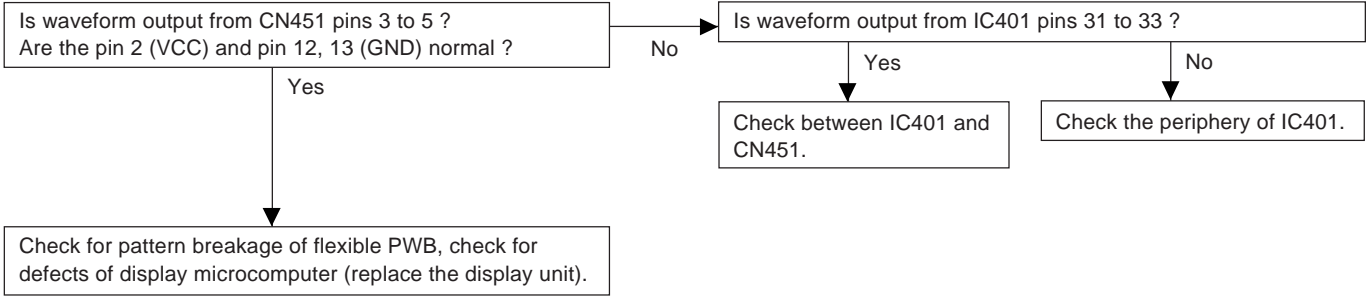 Is waveform output from CN451 pins 3 to 5 ?
Are the pin 2 (VCC) and pin 12, 13 (GND) normal ?
No
Is waveform output from IC401 pins 31 to 33 ?
Yes
Yes
No
Check between IC401 and
CN451.
Check the periphery of IC401.
Check for pattern breakage of flexible PWB, check for
defects of display microcomputer (replace the display unit).